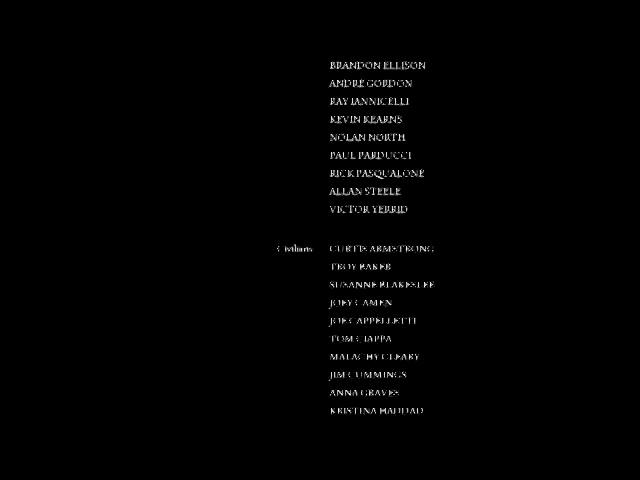 BRANDON ELLISON
ANDRE GORDON
RAY IANNICELLI
KEVIN KEARNS
NOLAN NORTH
PAUL PARDUCCI
RICK PASQUALONE
ALLAN STEELE
VICTOR YERRID
Civilians CURTIS ARMSTRONG
TROY BAKER
SUSANNE BLAKESLEE
JOEY CAMEN
JOE CAPPELLETTI
TOM CIAPPA
MALACHY CLEARY
JIM CUMMINGS
ANNA GRAVES
KRISTINA HADDAD